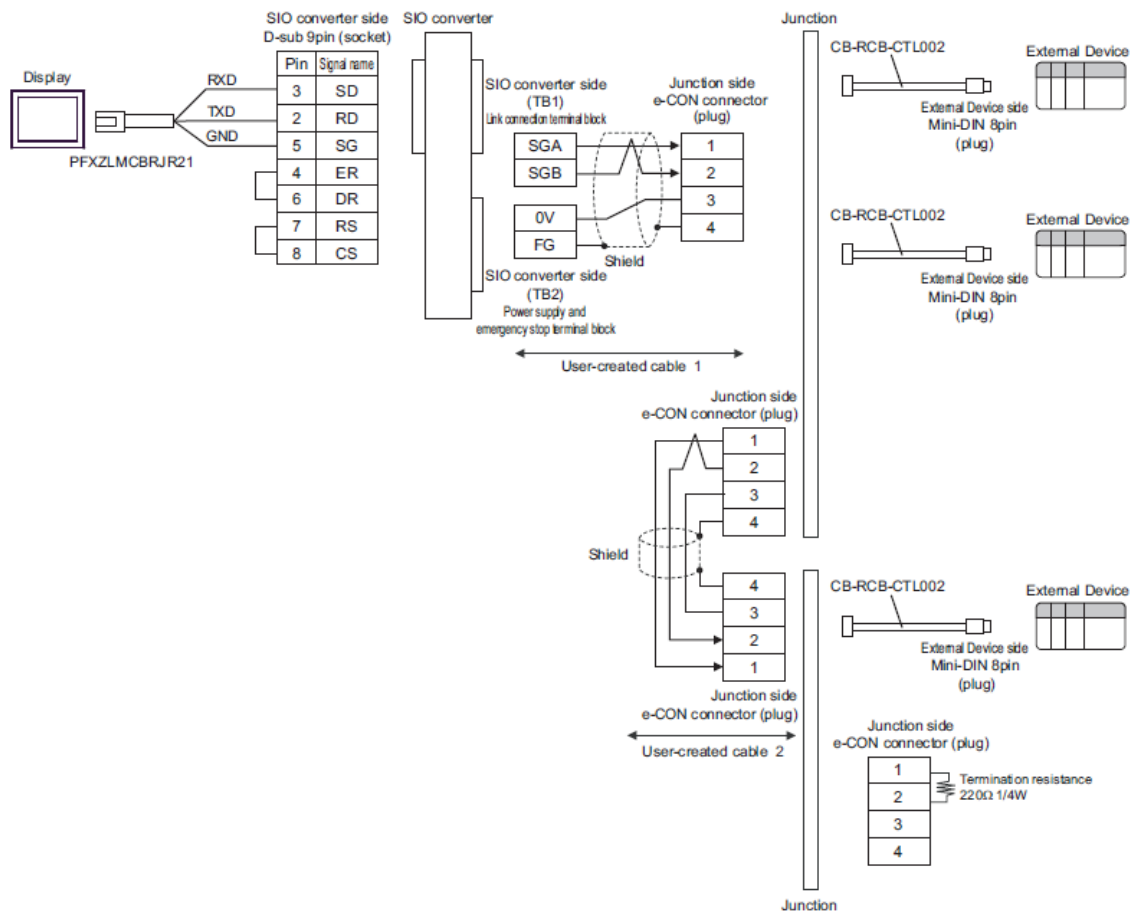 SIO converter side
D-sub 9pin (socket)
SIO converter
Junction
Display
Pin Signal name
3 SD
2 RD
5 SG
4 ER
6 DR
7 RS
8 CS
RXD
TXD
GND
PFXZLMCBRJR21
SIO converter side
(TB1)
Link connection terminal block
SGA
SGB
0V
FG
Junction side
e-CON connector
(plug)
1
2
3
4
Shield
SIO converter side
(TB2)
Power supply and
emergency stop terminal block
User-created cable 1
CB-RCB-CTL002
External Device
External Device side
Mini-DIN 8pin
(plug)
CB-RCB-CTL002
External Device
External Device side
Mini-DIN 8pin
(plug)
Junction side
e-CON connector (plug)
1
2
3
4
Shield
4
3
2
1
Junction side
e-CON connector (plug)
User-created cable 2
CB-RCB-CTL002
External Device
External Device side
Mini-DIN 8pin
(plug)
Junction side
e-CON connector (plug)
1
2
3
4
Termination resistance
220Ω 1/4W
Junction